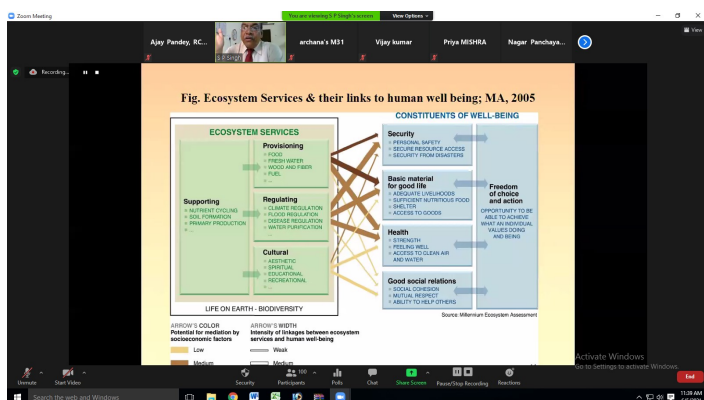 Zoom Meeting
You are viewing S P Singh's screen
View Options
View
Ajay Pandey, RC...
S P Singh
archana's M31
Vijay kumar
Priya MISHRA
Nagar Panchaya...
Recording...
Fig. Ecosystem Services & their links to human well being; MA, 2005
CONSTITUENTS OF WELL-BEING
ECOSYSTEM SERVICES
Supporting
NUTRIENT CYCLING
SOIL FORMATION
PRIMARY PRODUCTION
...
Provisioning
FOOD
FRESH WATER
WOOD AND FIBER
FUEL
...
Regulating
CLIMATE REGULATION
FLOOD REGULATION
DISEASE REGULATION
WATER PURIFICATION
...
Cultural
AESTHETIC
SPIRITUAL
EDUCATIONAL
RECREATIONAL
...
LIFE ON EARTH - BIODIVERSITY
Security
PERSONAL SAFETY
SECURE RESOURCE ACCESS
SECURITY FROM DISASTERS
Basic material
for good life
ADEQUATE LIVELIHOODS
SUFFICIENT NUTRITIOUS FOOD
SHELTER
ACCESS TO GOODS
Health
STRENGTH
FEELING WELL
ACCESS TO CLEAN AIR
AND WATER
Good social relations
SOCIAL COHESION
MUTUAL RESPECT
ABILITY TO HELP OTHERS
Freedom
of choice
and action
OPPORTUNITY TO BE
ABLE TO ACHIEVE
WHAT AN INDIVIDUAL
VALUES DOING
AND BEING
Source: Millennium Ecosystem Assessment
ARROW'S COLOR
Potential for mediation by
socioeconomic factors
Low
Medium
ARROW'S WIDTH
Intensity of linkages between ecosystem
services and human well-being
Weak
Medium
Activate Windows
Go to Settings to activate Windows.
Unmute
Start Video
Security
100
Participants
Polls
Chat
Share Screen
Pause/Stop Recording
Reactions
End
Search the web and Windows
11:39 AM